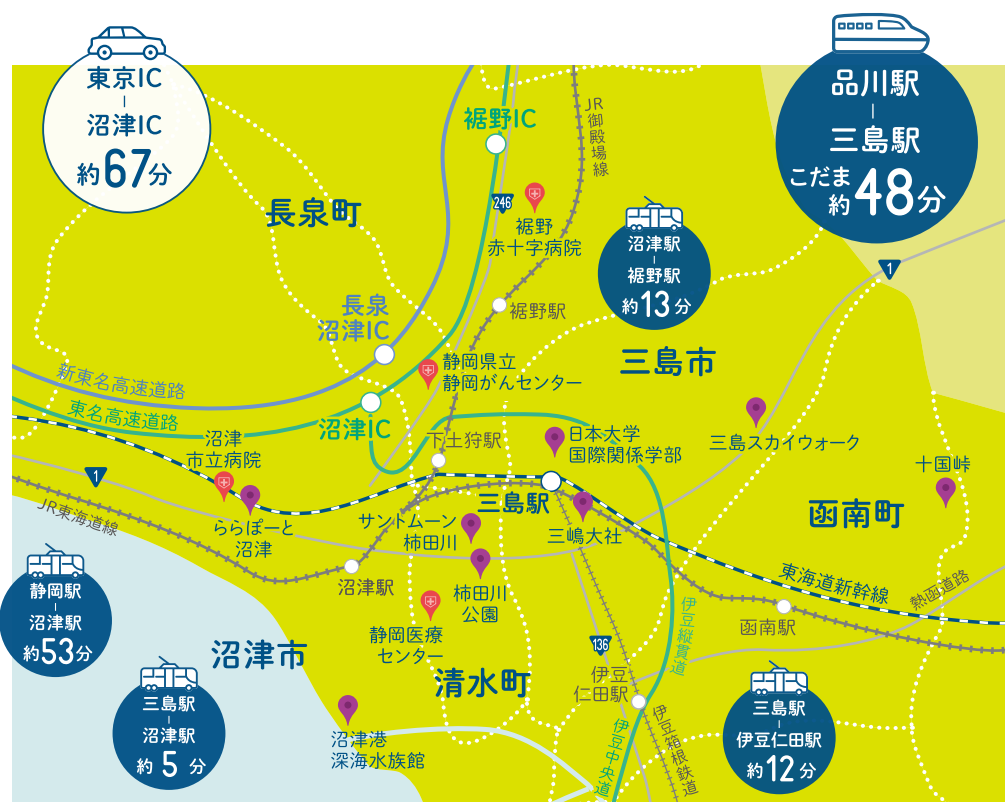 東京IC
-
沼津IC
約67分
品川駅
-
三島駅
こだま
約48分
裾野IC
JR御殿場線
246
長泉町
裾野
赤十字病院
沼津駅
-
裾野駅
約13分
1
長泉
沼津IC
裾野駅
三島市
静岡県立
静岡がんセンター
新東名高速道路
東名高速道路
沼津IC
三島スカイウォーク
沼津
市立病院
下土狩駅
日本大学
国際関係学部
十国峠
1
三島駅
函南町
JR東海道線
ららぽーと
沼津
サントムーン
柿田川
三嶋大社
沼津駅
柿田川
公園
東海道新幹線
熱函道路
静岡駅
-
沼津駅
約53分
静岡医療
センター
伊豆縦貫道
函南駅
136
沼津市
清水町
伊豆
仁田駅
三島駅
-
沼津駅
約5分
沼津港
深海水族館
伊豆中央道
伊豆箱根鉄道
三島駅
-
伊豆仁田駅
約12分